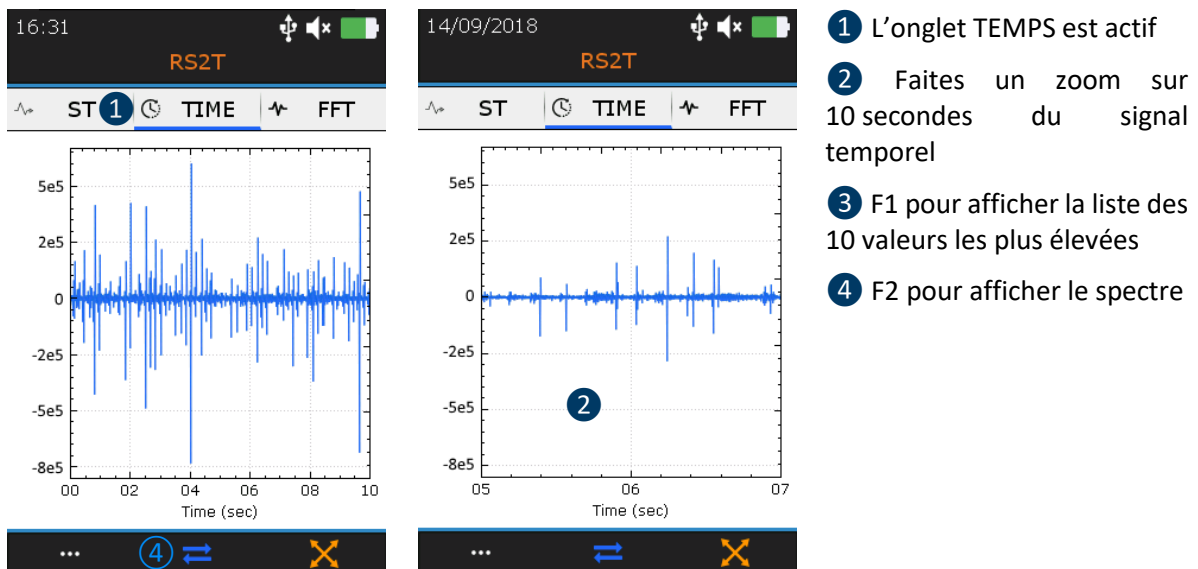 16:31
RS2T
ST 1 TIME FFT
5e5
2e5
0
-2e5
-5e5
-8e5
00 02 04 06 08 10
Time (sec)
... 4
14/09/2018
RS2T
ST TIME FFT
5e5
2e5
0
-2e5
-5e5
2
-8e5
05 06 07
Time (sec)
...
1 L’onglet TEMPS est actif
2 Faites un zoom sur
10 secondes du signal
temporel
3 F1 pour afficher la liste des
10 valeurs les plus élevées
4 F2 pour afficher le spectre